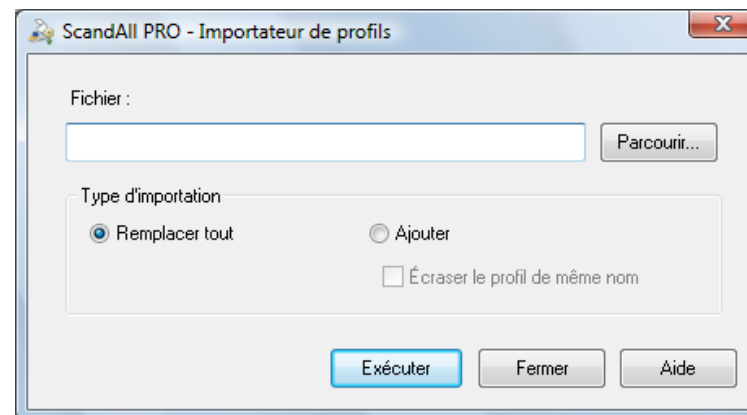 ScandAll PRO - Importateur de profils
Fichier :
Parcourir...
Type d'importation
Remplacer tout
Ajouter
Écraser le profil de même nom
Exécuter
Fermer
Aide